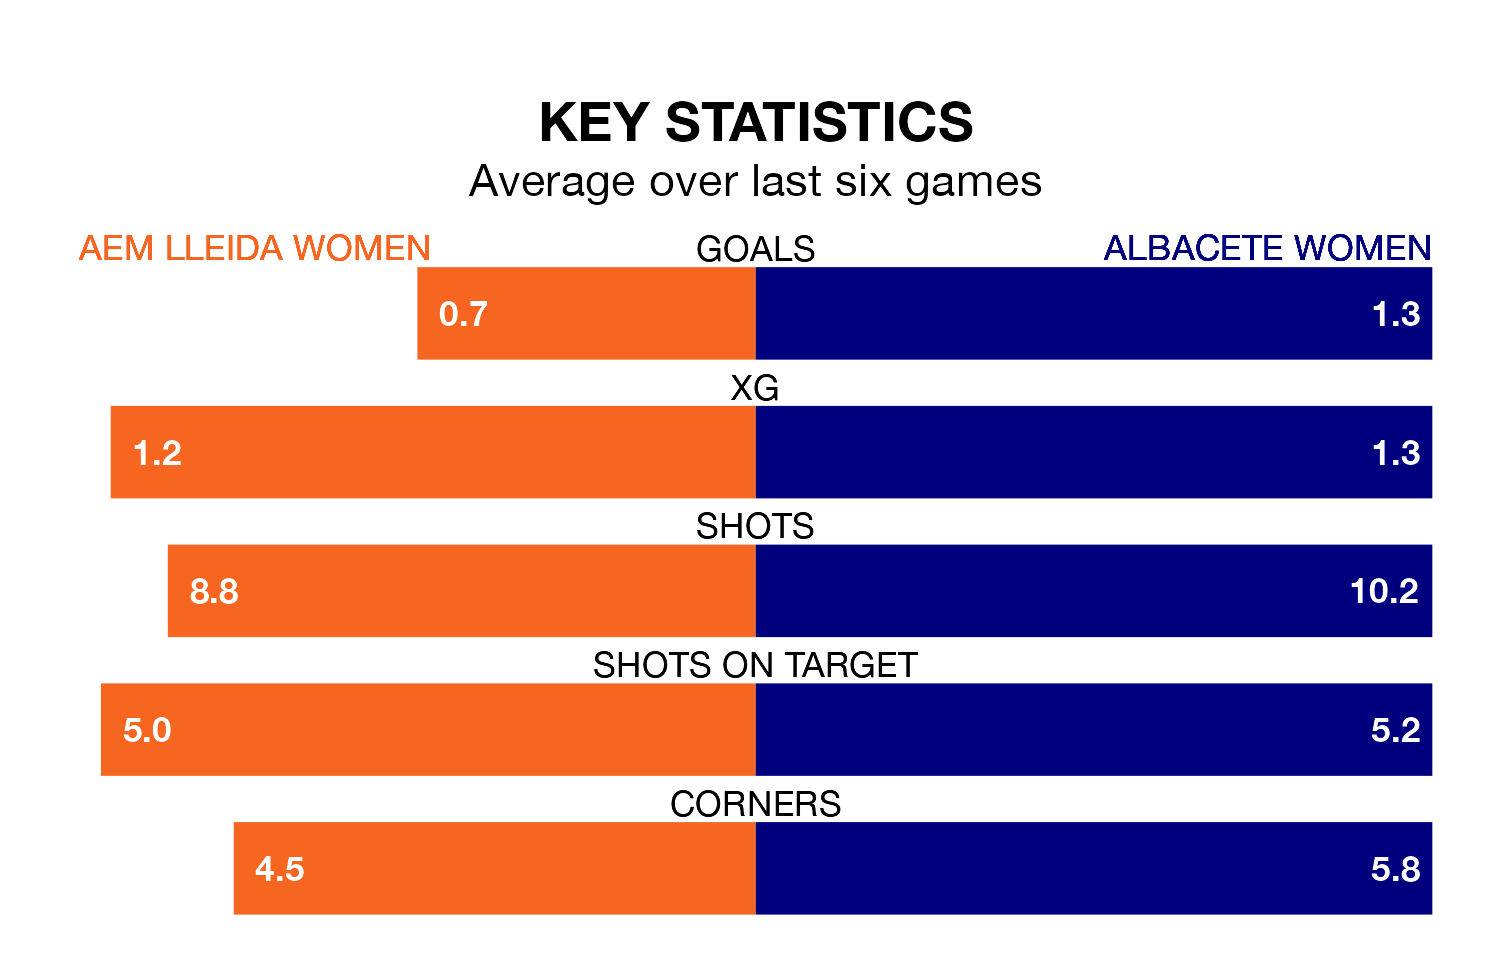 KEY STATISTICS
Average over last six games
AEM LLEIDA WOMEN GOALS ALBACETE WOMEN
0.7 1.3
XG
1.2 1.3
SHOTS
8.8 10.2
SHOTS ON TARGET
5.0 5.2
CORNERS
4.5 5.8